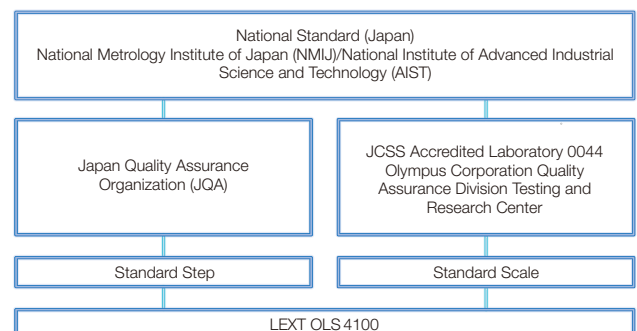 National Standard (Japan)
National Metrology Institute of Japan (NMIJ)/National Institute of Advanced Industrial
Science and Technology (AIST)
Japan Quality Assurance
Organization (JQA)
JCSS Accredited Laboratory 0044
Olympus Corporation Quality
Assurance Division Testing and
Research Center
Standard Step
Standard Scale
LEXT OLS 4100